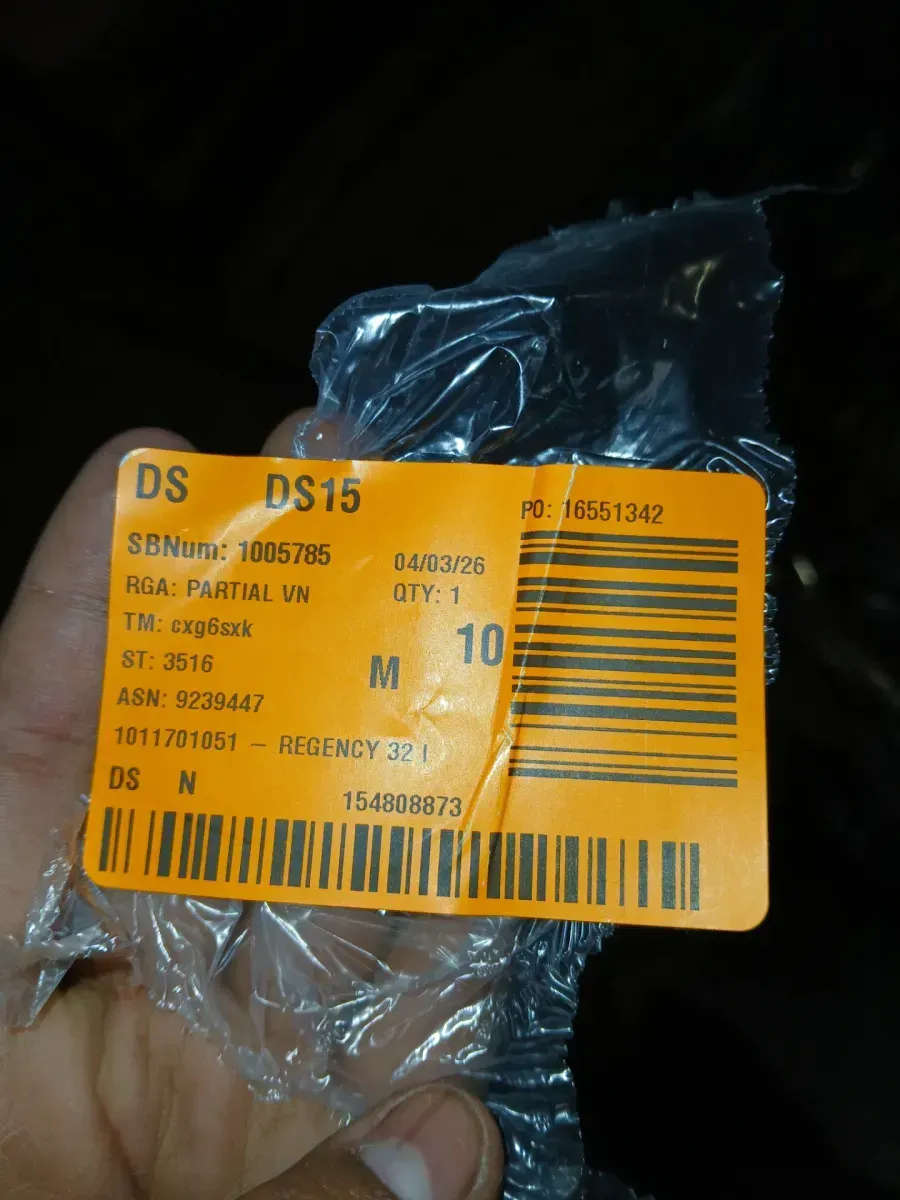 DS DS15
PO: 16551342
SBNum: 1005785 04/03/26
RGA: PARTIAL VN QTY: 1
TM: cxg6sxk
M 10
ST: 3516
ASN: 9239447
1011701051 – REGENCY 32 I
DS N
154808873